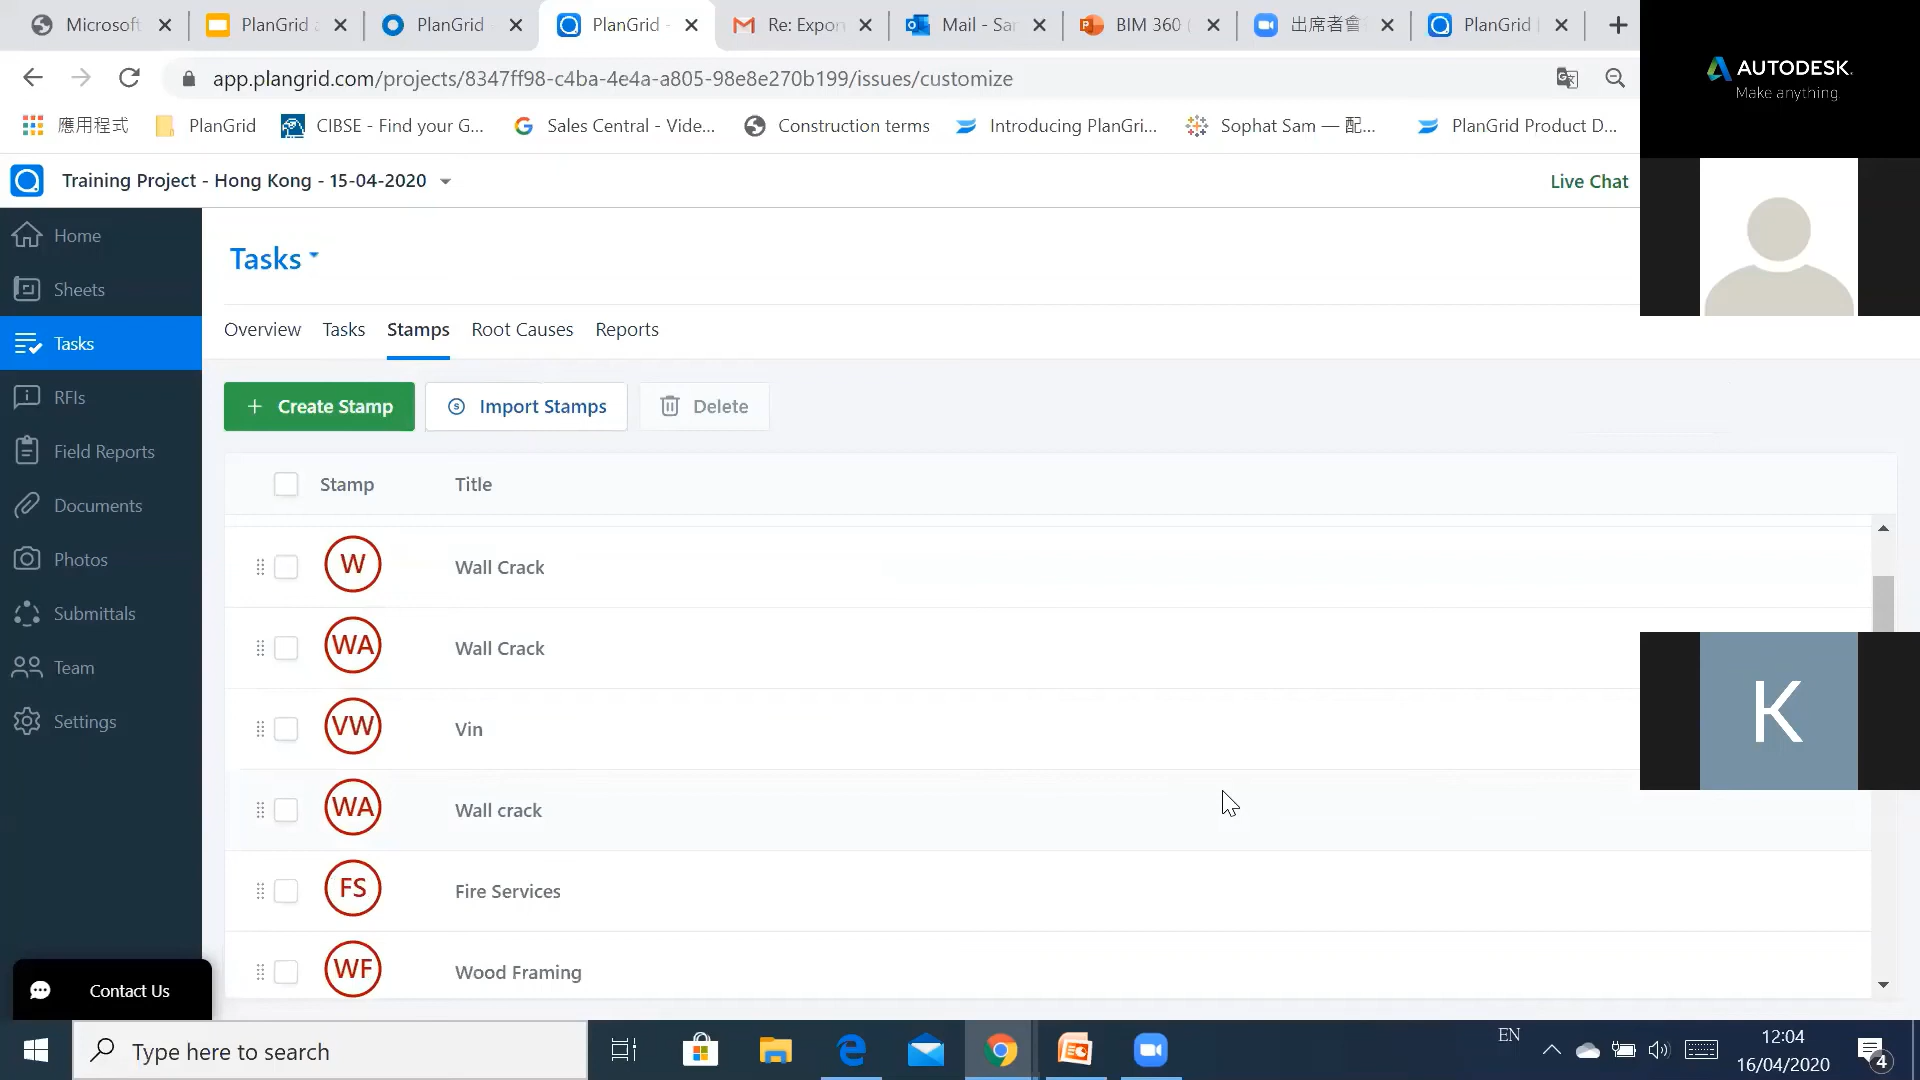 Microsoft
PlanGrid a
PlanGrid
PlanGrid -
Re: Expor
Mail - Sa
BIM 360 (
出席者會
PlanGrid
app.plangrid.com/projects/8347ff98-c4ba-4e4a-a805-98e8e270b199/issues/customize
應用程式
PlanGrid
CIBSE - Find your G...
Sales Central - Vide...
Construction terms
Introducing PlanGri...
Sophat Sam — 配...
PlanGrid Product D...
AUTODESK.
Make anything.
Training Project - Hong Kong - 15-04-2020
Live Chat
Home
Sheets
Tasks
RFIs
Field Reports
Documents
Photos
Submittals
Team
Settings
Contact Us
Tasks
Overview Tasks Stamps Root Causes Reports
+ Create Stamp
Import Stamps
Delete
Stamp Title
W Wall Crack
WA Wall Crack
VW Vin
WA Wall crack
FS Fire Services
WF Wood Framing
K
Type here to search
EN
12:04
16/04/2020
4